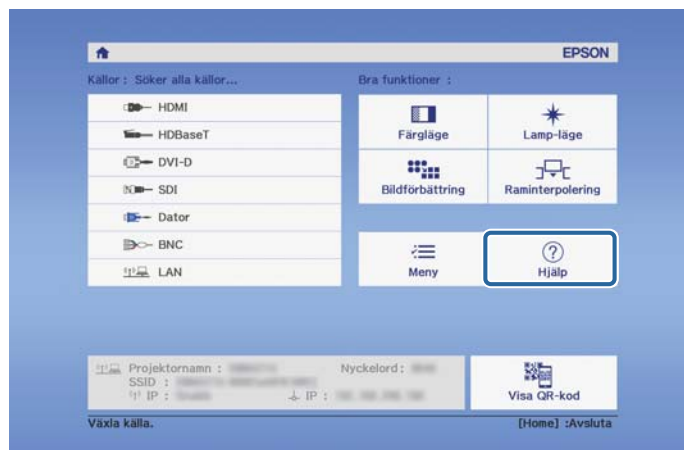 EPSON
Källor : Söker alla källor...
HDMI
HDBaseT
DVI-D
SDI
Dator
BNC
LAN
Bra funktioner :
Färgläge
Lamp-läge
Bildförbättring
Raminterpolering
Meny
Hjälp
Projektornamn :
Nyckelord :
SSID :
IP :
IP :
Visa QR-kod
Växla källa.
[Home] :Avsluta